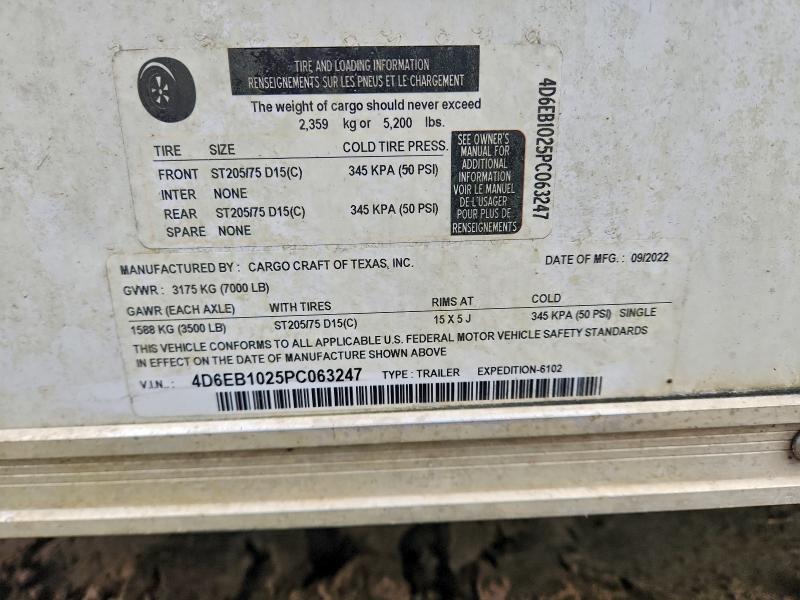 TIRE AND LOADING INFORMATION
RENSEIGNEMENTS SUR LES PNEUS ET LE CHARGEMENT
The weight of cargo should never exceed
2,359 kg or 5,200 lbs.
TIRE SIZE COLD TIRE PRESS.
FRONT ST205/75 D15(C) 345 KPA (50 PSI)
INTER NONE
REAR ST205/75 D15(C) 345 KPA (50 PSI)
SPARE NONE
SEE OWNER'S
MANUAL FOR
ADDITIONAL
INFORMATION
VOIR LE MANUEL
DE L'USAGER
POUR PLUS DE
RENSEIGNEMENTS
4D6EB1025PC063247
MANUFACTURED BY: CARGO CRAFT OF TEXAS, INC. DATE OF MFG. : 09/2022
GVWR : 3175 KG (7000 LB)
GAWR (EACH AXLE) WITH TIRES RIMS AT COLD
1588 KG (3500 LB) ST205/75 D15(C) 15 X 5 J 345 KPA (50 PSI) SINGLE
THIS VEHICLE CONFORMS TO ALL APPLICABLE U.S. FEDERAL MOTOR VEHICLE SAFETY STANDARDS
IN EFFECT ON THE DATE OF MANUFACTURE SHOWN ABOVE
V.I.N.. : 4D6EB1025PC063247 TYPE : TRAILER EXPEDITION-6102